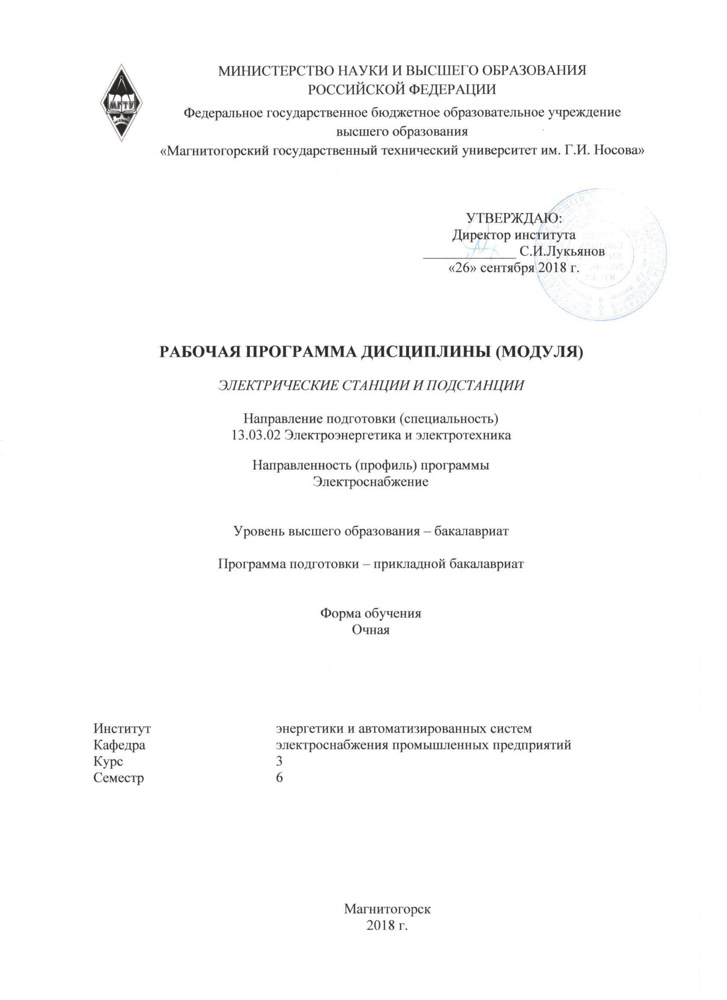 МИНИСТЕРСТВО НАУКИ И ВЫСШЕГО ОБРАЗОВАНИЯ
РОССИЙСКОЙ ФЕДЕРАЦИИ
Федеральное государственное бюджетное образовательное учреждение
высшего образования
«Магнитогорский государственный технический университет им. Г.И. Носова»
МГТУ
УТВЕРЖДАЮ:
Директор института
_______________ С.И.Лукьянов
«26» сентября 2018 г.
РАБОЧАЯ ПРОГРАММА ДИСЦИПЛИНЫ (МОДУЛЯ)
ЭЛЕКТРИЧЕСКИЕ СТАНЦИИ И ПОДСТАНЦИИ
Направление подготовки (специальность)
13.03.02 Электроэнергетика и электротехника
Направленность (профиль) программы
Электроснабжение
Уровень высшего образования – бакалавриат
Программа подготовки – прикладной бакалавриат
Форма обучения
Очная
Институт энергетики и автоматизированных систем
Кафедра электроснабжения промышленных предприятий
Курс 3
Семестр 6
Магнитогорск
2018 г.